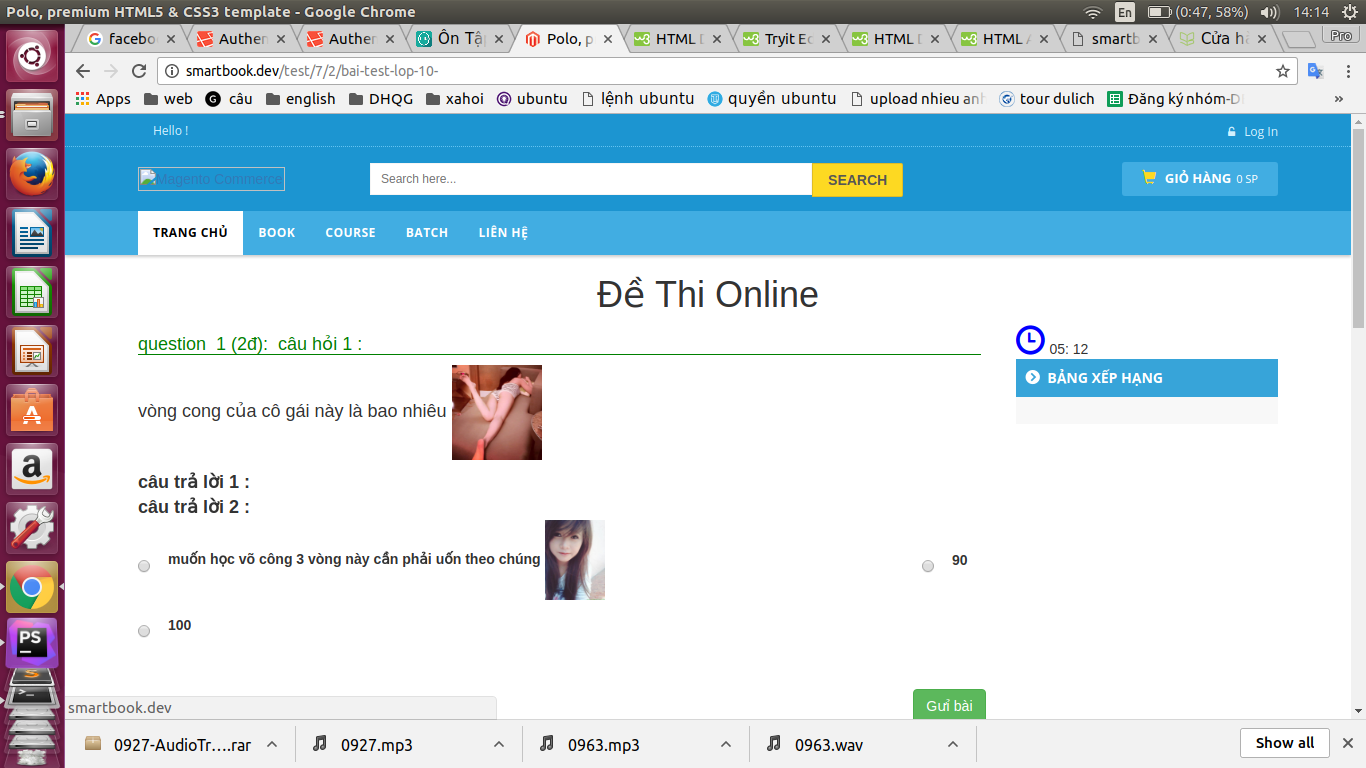 Polo, premium HTML5 & CSS3 template - Google Chrome
En (0:47, 58%) 14:14
facebo Authen Authen Ôn Tập Polo, p HTML D Tryit Ed HTML D HTML A smartb Cửa hà Pro
smartbook.dev/test/7/2/bai-test-lop-10-
Apps web câu english DHQG xahoi ubuntu lệnh ubuntu quyền ubuntu upload nhieu anh tour dulich Đăng ký nhóm-Đ »
Hello !
Log In
Magento Commerce
Search here...
SEARCH
GIỎ HÀNG 0 SP
TRANG CHỦ BOOK COURSE BATCH LIÊN HỆ
Đề Thi Online
question 1 (2đ): câu hỏi 1 :
05: 12
BẢNG XẾP HẠNG
vòng cong của cô gái này là bao nhiêu
câu trả lời 1 :
câu trả lời 2 :
muốn học võ công 3 vòng này cần phải uốn theo chúng
90
100
Gửi bài
smartbook.dev
0927-AudioTr....rar 0927.mp3 0963.mp3 0963.wav Show all